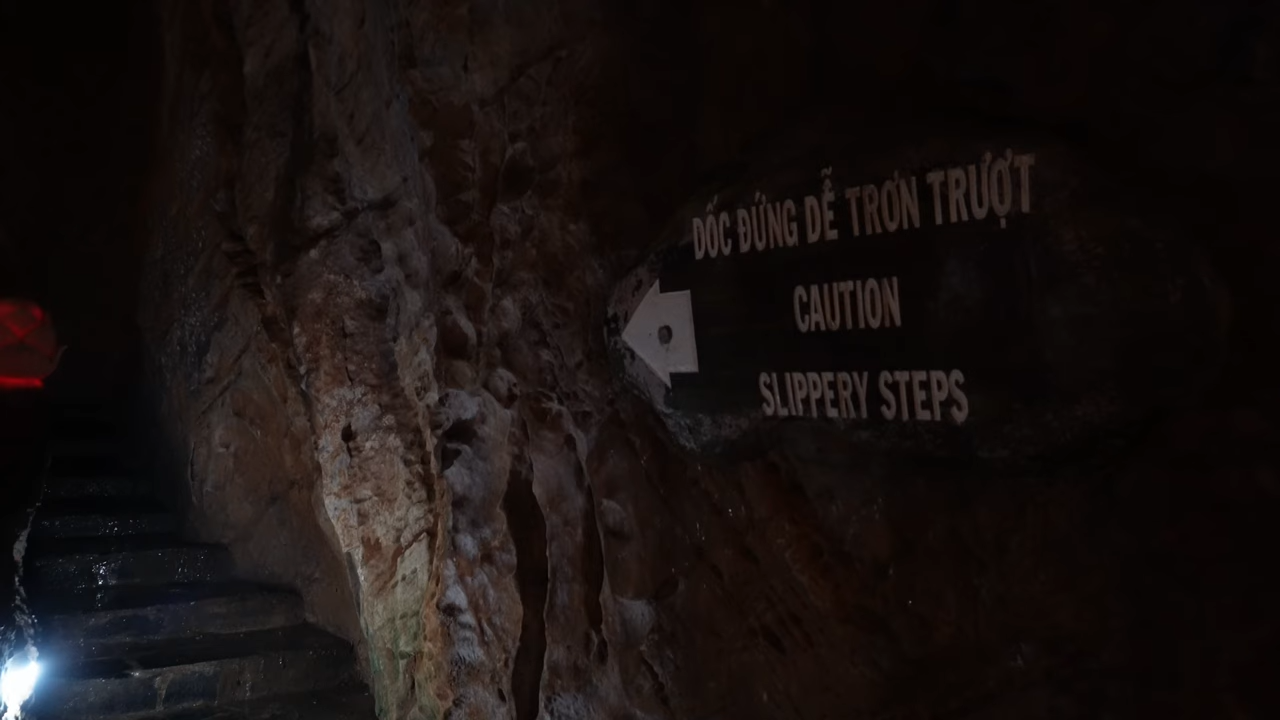 DỐC ĐỨNG DỄ TRƠN TRƯỢT
CAUTION
SLIPPERY STEPS